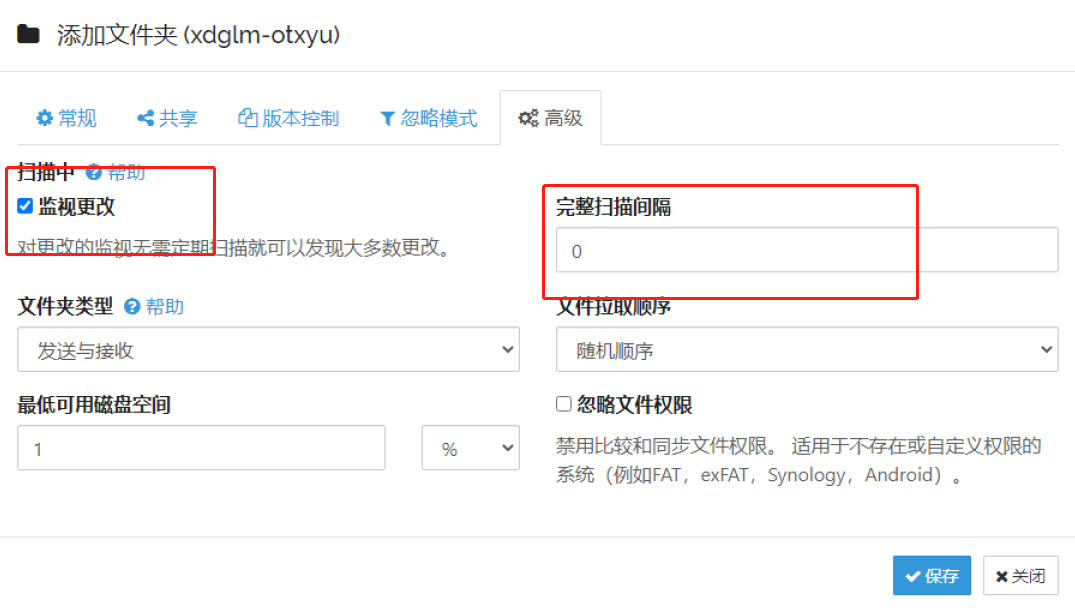 添加文件夹 (xdglm-otxyu)
常规 共享 版本控制 忽略模式 高级
扫描中 帮助
监视更改 完整扫描间隔
对更改的监视无需定期扫描就可以发现大多数更改。 0
文件夹类型 帮助 文件拉取顺序
发送与接收 随机顺序
最低可用磁盘空间 忽略文件权限
1 %
禁用比较和同步文件权限。 适用于不存在或自定义权限的
系统（例如FAT，exFAT，Synology，Android）。
保存 关闭